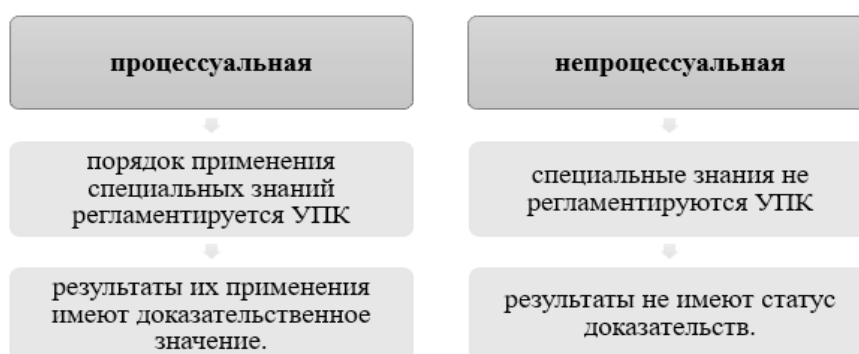 процессуальная
порядок применения
специальных знаний
регламентируется УПК
результаты их применения
имеют доказательственное
значение.
непроцессуальная
специальные знания не
регламентируются УПК
результаты не имеют статус
доказательств.